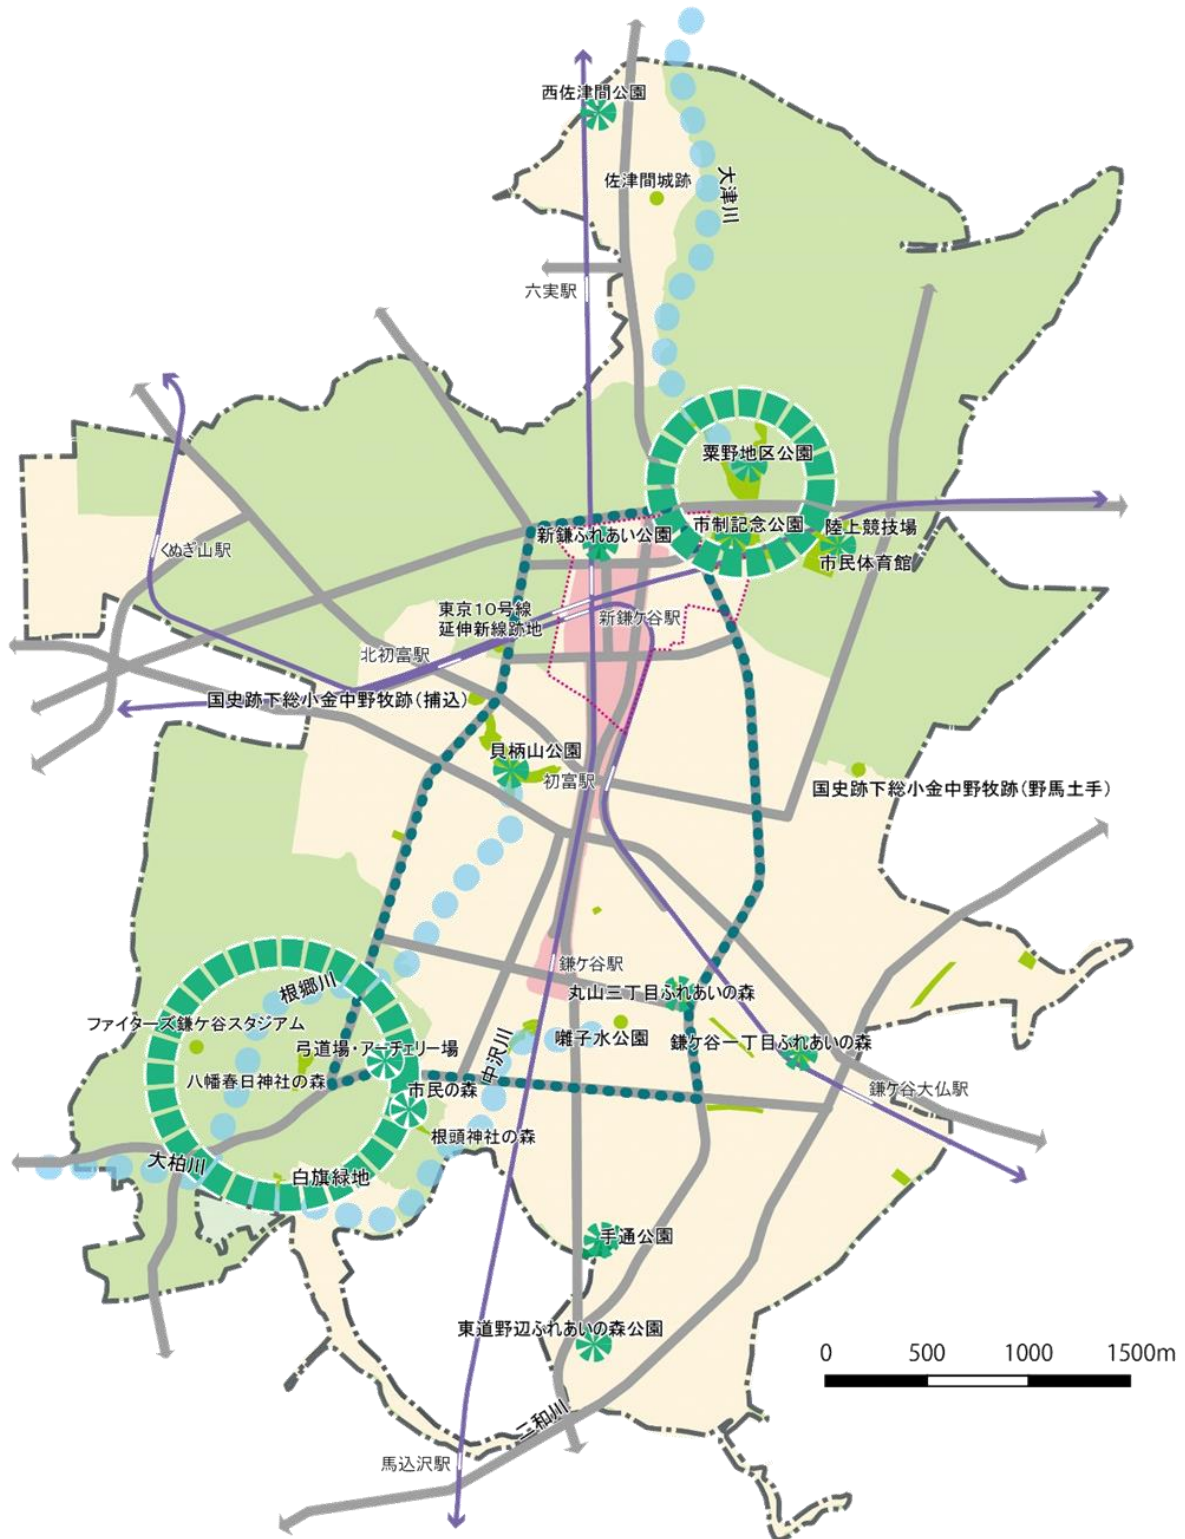 西佐津間公園
佐津間城跡
大津川
六実駅
粟野地区公園
市制記念公園
陸上競技場
新鎌ふれあい公園
くぬぎ山駅
市民体育館
東京10号線
延伸新線跡地
新鎌ケ谷駅
北初富駅
国史跡下総小金中野牧跡(捕込)
貝柄山公園
初富駅
国史跡下総小金中野牧跡(野馬土手)
鎌ケ谷駅
根郷川
丸山三丁目ふれあいの森
ファイターズ鎌ケ谷スタジアム
囃子水公園
鎌ケ谷一丁目ふれあいの森
弓道場・アーチェリー場
中沢川
八幡春日神社の森
市民の森
鎌ケ谷大仏駅
根頭神社の森
大柏川
白旗緑地
手通公園
東道野辺ふれあいの森公園
0 500 1000 1500m
二和川
馬込沢駅